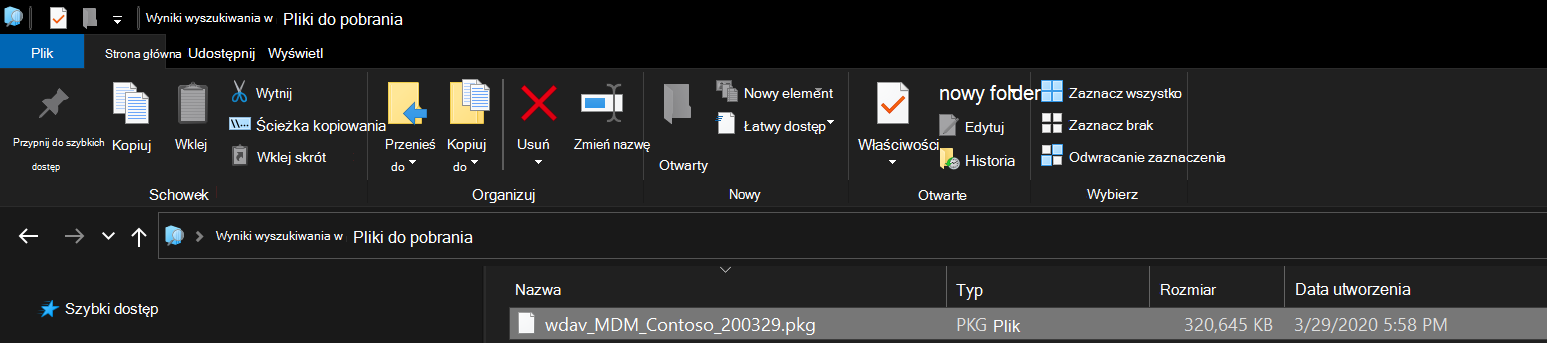 Wyniki wyszukiwania w Pliki do pobrania
Plik Strona główna Udostępnij Wyświetl
Przypnij do szybkich
dostęp
Kopiuj
Wklej
Wytnij
Ścieżka kopiowania
Wklej skrót
Schowek
Przenieś
do
Kopiuj
do
Usuń
Zmień nazwę
Organizuj
Otwarty
Nowy element
Łatwy dostęp
Nowy
Właściwości
nowy folder
Edytuj
Historia
Otwarte
Zaznacz wszystko
Zaznacz brak
Odwracanie zaznaczenia
Wybierz
Wyniki wyszukiwania w Pliki do pobrania
Szybki dostęp
Nazwa Typ Rozmiar Data utworzenia
wdav_MDM_Contoso_200329.pkg PKG Plik 320,645 KB 3/29/2020 5:58 PM